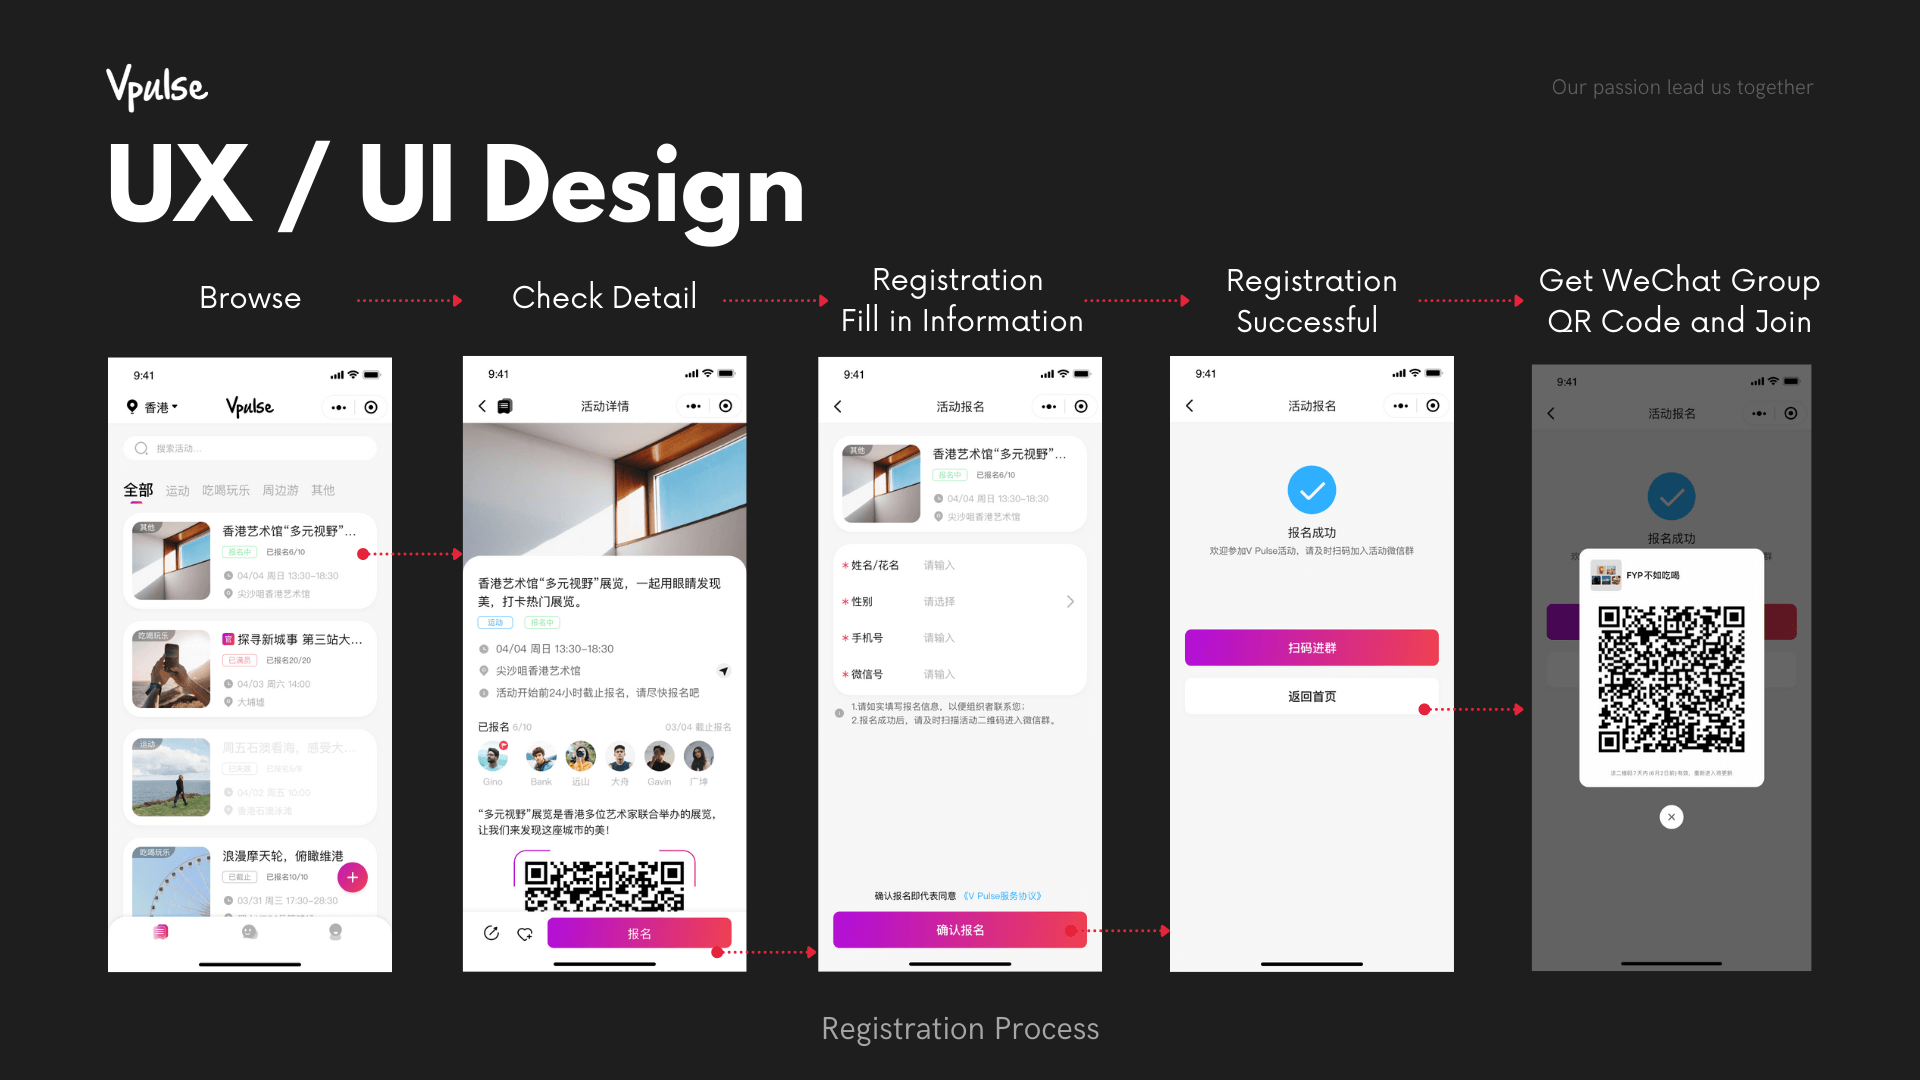 Vpulse
Our passion lead us together
UX / UI Design
Browse
Check Detail
Registration
Fill in Information
Registration
Successful
Get WeChat Group
QR Code and Join
9:41
香港
Vpulse
搜索活动...
全部 运动 吃喝玩乐 周边游 其他
其他
香港艺术馆“多元视野”...
报名中 已报名6/10
04/04 周日 13:30-18:30
尖沙咀香港艺术馆
吃喝玩乐
官 探寻新城事 第三站大...
已满员 已报名20/20
04/03 周六 14:00
大埔墟
运动
周五石澳看海，感受大...
04/02 周五 10:00
香港石澳泳滩
吃喝玩乐
浪漫摩天轮，俯瞰维港
已截止 已报名10/10
03/31 周三 17:30-28:30
9:41
活动详情
香港艺术馆“多元视野”展览，一起用眼睛发现
美，打卡热门展览。
运动 报名中
04/04 周日 13:30-18:30
尖沙咀香港艺术馆
活动开始前24小时截止报名，请尽快报名吧
已报名 6/10
03/04 截止报名
Gino Bank 远山 大舟 Gavin 广坤
“多元视野”展览是香港多位艺术家联合举办的展览，
让我们来发现这座城市的美！
报名
9:41
活动报名
其他
香港艺术馆“多元视野”...
报名中 已报名6/10
04/04 周日 13:30-18:30
尖沙咀香港艺术馆
*姓名/花名 请输入
*性别 请选择
*手机号 请输入
*微信号 请输入
1.请如实填写报名信息，以便组织者联系您；
2.报名成功后，请及时扫描活动二维码进入微信群。
确认报名即代表同意 《V Pulse服务协议》
确认报名
9:41
活动报名
报名成功
欢迎参加V Pulse活动，请及时扫码加入活动微信群
扫码进群
返回首页
9:41
活动报名
报名成功
欢
群
FYP不如吃喝
该二维码7天内(6月2日前)有效，重新进入将更新
Registration Process